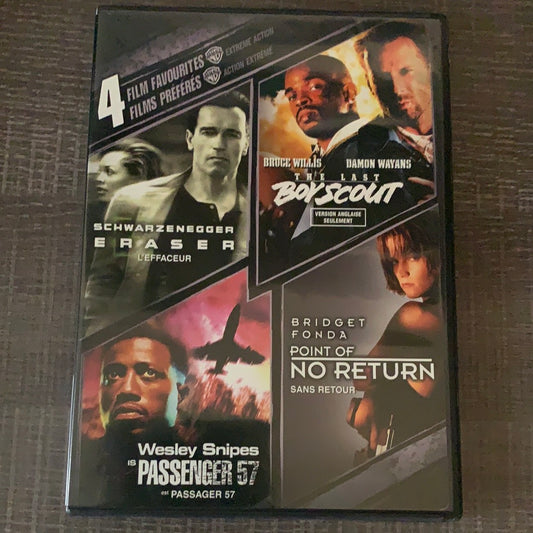 4 FILM FAVOURITES WB EXTREME ACTION
FILMS PRÉFÉRÉS WB ACTION EXTRÊME
SCHWARZENEGGER
ERASER
L'EFFACEUR
BRUCE WILLIS DAMON WAYANS
THE LAST
BOY SCOUT
VERSION ANGLAISE
SEULEMENT
Wesley Snipes
IS PASSENGER 57
est PASSAGER 57
BRIDGET
FONDA
POINT OF
NO RETURN
SANS RETOUR